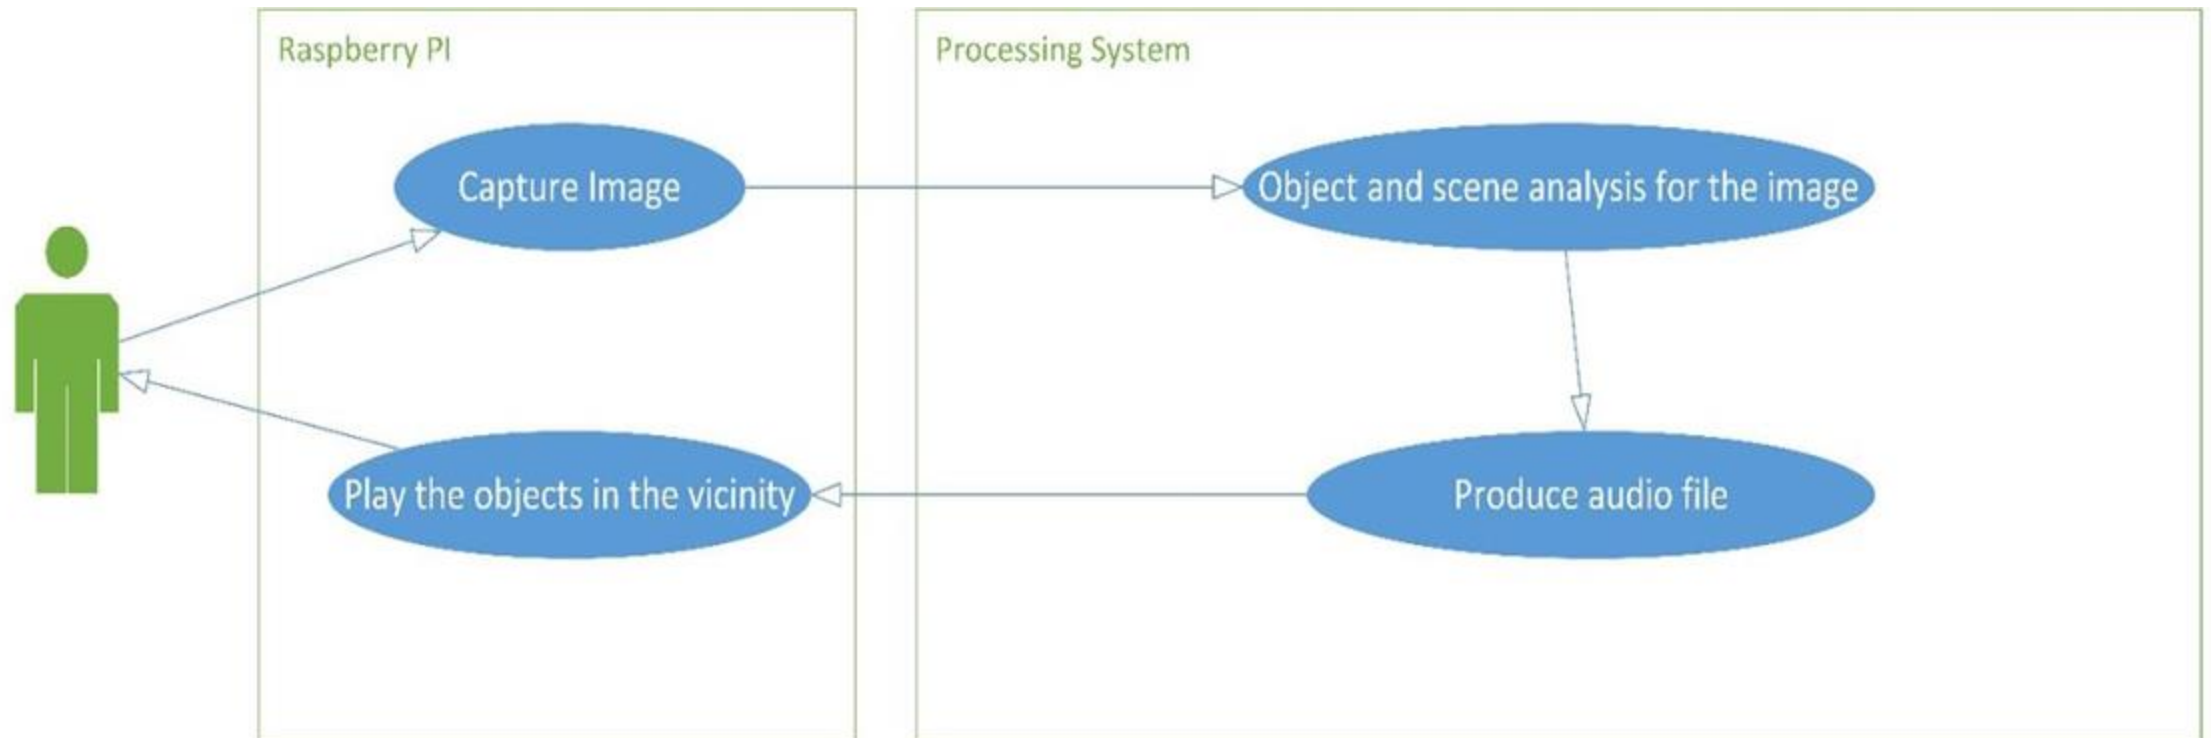 Raspberry PI
Processing System
Capture Image
Object and scene analysis for the image
Play the objects in the vicinity
Produce audio file